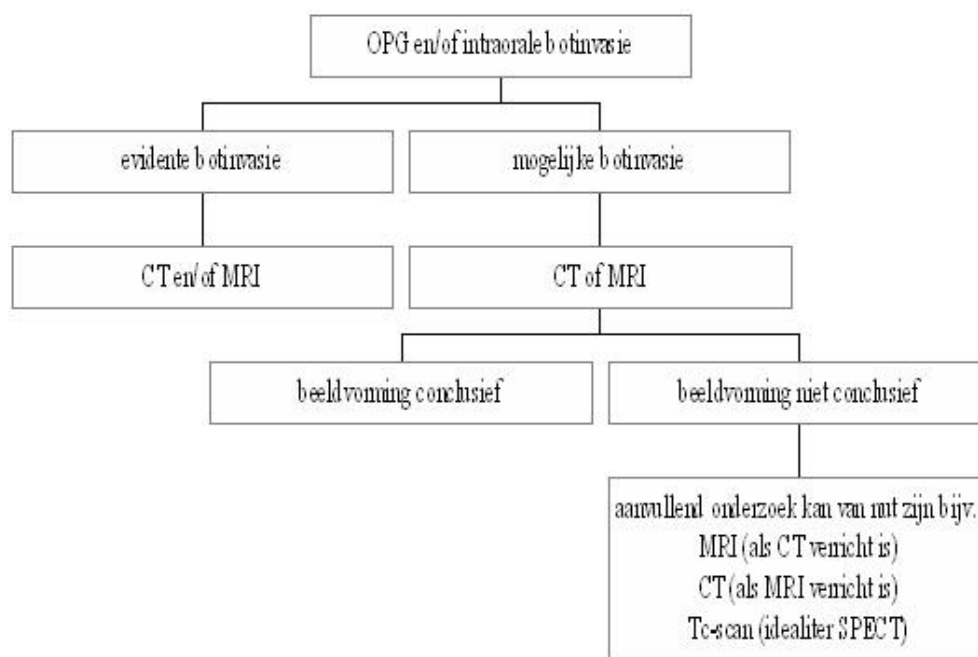 OPG en/of intraorale botinvasie
evidente botinvasie
mogelijke botinvasie
CT en/of MRI
CT of MRI
beeldvorming conclusief
beeldvorming niet conclusief
aanvullend onderzoek kan van nut zijn bijv.
MRI (als CT verricht is)
CT (als MRI verricht is)
Tc-scan (idealiter SPECT)